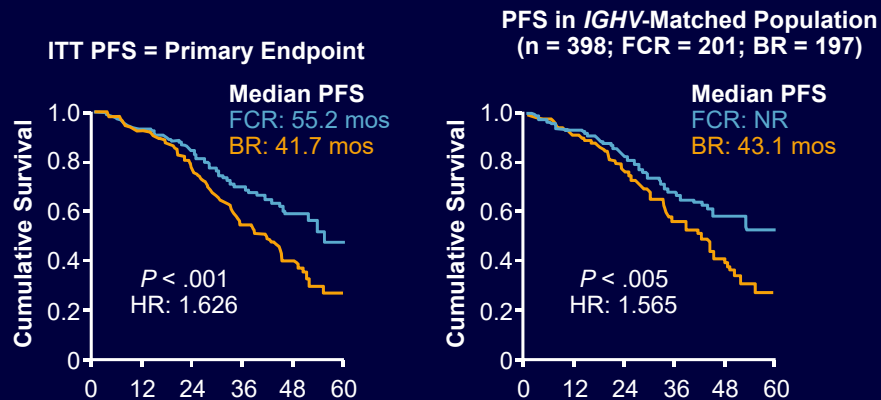 ITT PFS = Primary Endpoint
Median PFS
FCR: 55.2 mos
BR: 41.7 mos
Cumulative Survival
1.0
0.8
0.6
0.4
0.2
0
P < .001
HR: 1.626
0 12 24 36 48 60
PFS in IGHV-Matched Population
(n = 398; FCR = 201; BR = 197)
Median PFS
FCR: NR
BR: 43.1 mos
Cumulative Survival
1.0
0.8
0.6
0.4
0.2
0
P < .005
HR: 1.565
0 12 24 36 48 60